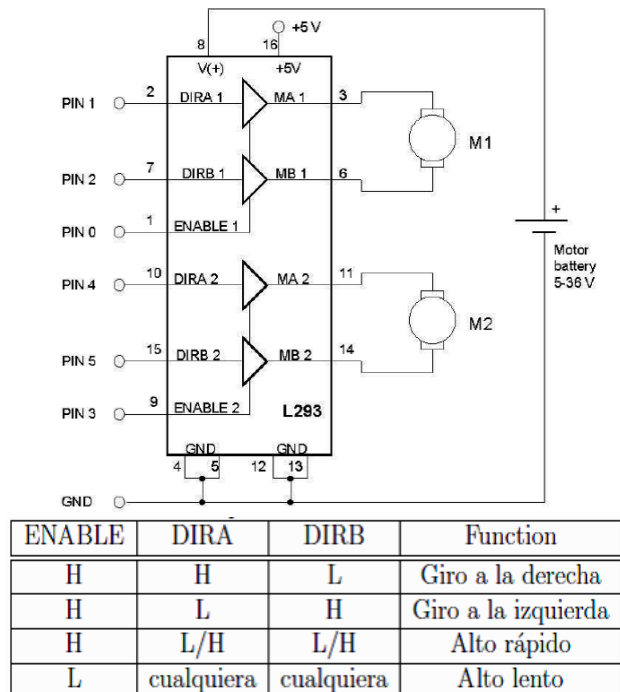 +5 V
8 16
V(+) +5V
PIN 1 2 DIRA 1 MA 1 3
M1
PIN 2 7 DIRB 1 MB 1 6
PIN 0 1 ENABLE 1
+
Motor
battery
5-36 V
PIN 4 10 DIRA 2 MA 2 11
M2
PIN 5 15 DIRB 2 MB 2 14
PIN 3 9 ENABLE 2 L293
GND GND
4 5 12 13
GND
ENABLE DIRA DIRB Function
H H L Giro a la derecha
H L H Giro a la izquierda
H L/H L/H Alto rápido
L cualquiera cualquiera Alto lento